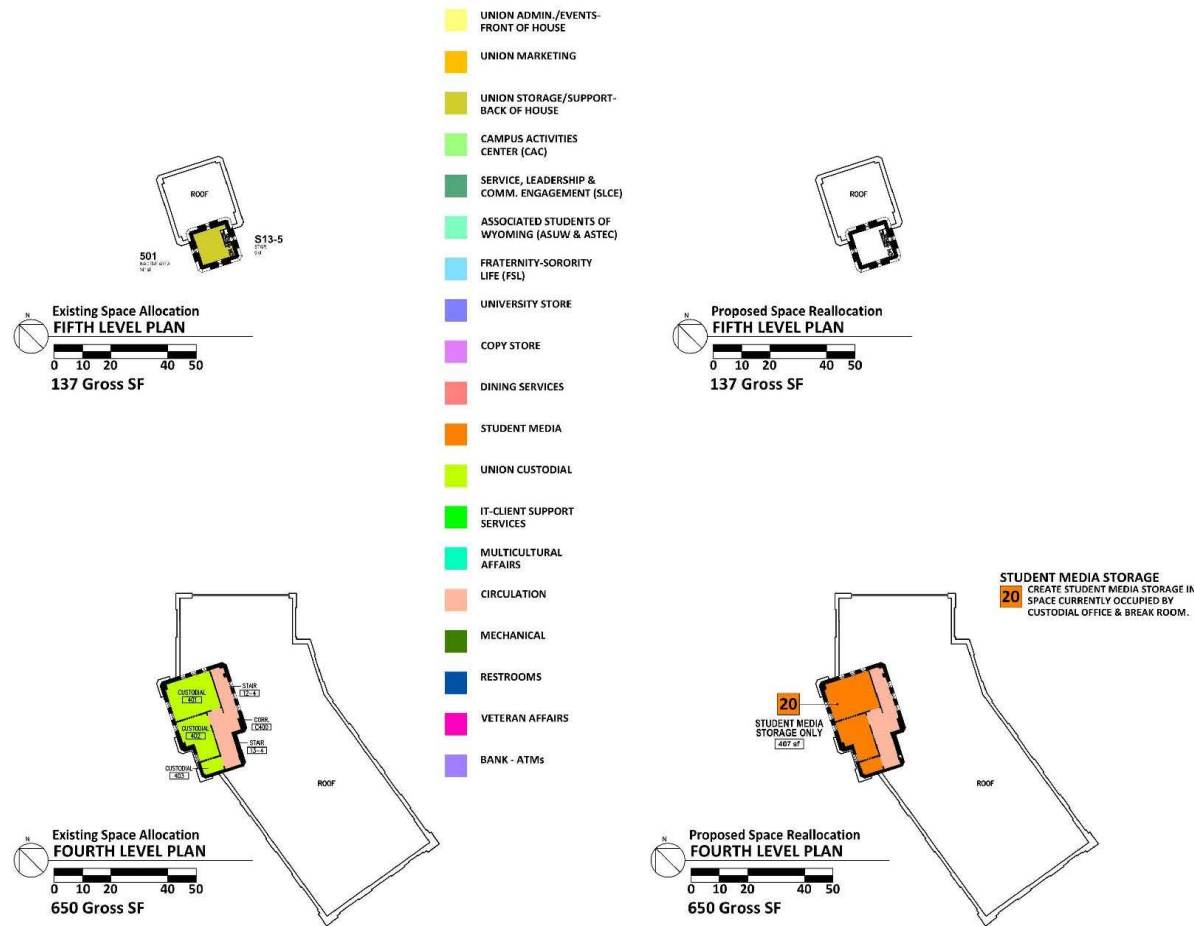 UNION ADMIN./EVENTS-
FRONT OF HOUSE
UNION MARKETING
UNION STORAGE/SUPPORT-
BACK OF HOUSE
CAMPUS ACTIVITIES
CENTER (CAC)
SERVICE, LEADERSHIP &
COMM. ENGAGEMENT (SLCE)
ASSOCIATED STUDENTS OF
WYOMING (ASUW & ASTEC)
FRATERNITY-SORORITY
LIFE (FSL)
UNIVERSITY STORE
COPY STORE
DINING SERVICES
STUDENT MEDIA
UNION CUSTODIAL
IT-CLIENT SUPPORT
SERVICES
MULTICULTURAL
AFFAIRS
CIRCULATION
MECHANICAL
RESTROOMS
VETERAN AFFAIRS
BANK - ATMs
ROOF
501
S13-5
STAIR
N
Existing Space Allocation
FIFTH LEVEL PLAN
0 10 20 40 50
137 Gross SF
ROOF
N
Proposed Space Reallocation
FIFTH LEVEL PLAN
0 10 20 40 50
137 Gross SF
CUSTODIAL
401
STAIR
12-4
CUSTODIAL
402
CORR.
C400
STAIR
13-4
CUSTODIAL
403
ROOF
N
Existing Space Allocation
FOURTH LEVEL PLAN
0 10 20 40 50
650 Gross SF
STUDENT MEDIA STORAGE
20 CREATE STUDENT MEDIA STORAGE IN
SPACE CURRENTLY OCCUPIED BY
CUSTODIAL OFFICE & BREAK ROOM.
20
STUDENT MEDIA
STORAGE ONLY
407 sf
ROOF
N
Proposed Space Reallocation
FOURTH LEVEL PLAN
0 10 20 40 50
650 Gross SF